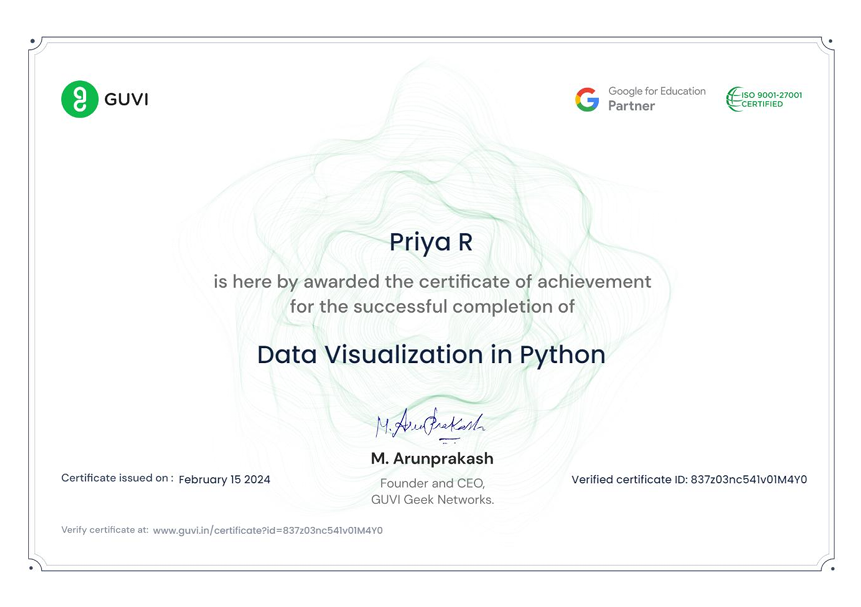 GUVI
Google for Education
Partner
ISO 9001-27001
CERTIFIED
Priya R
is here by awarded the certificate of achievement
for the successful completion of
Data Visualization in Python
M. Arunprakash
M. Arunprakash
Founder and CEO,
GUVI Geek Networks.
Certificate issued on : February 15 2024
Verified certificate ID: 837z03nc541v01M4Y0
Verify certificate at: www.guvi.in/certificate?id=837z03nc541v01M4Y0